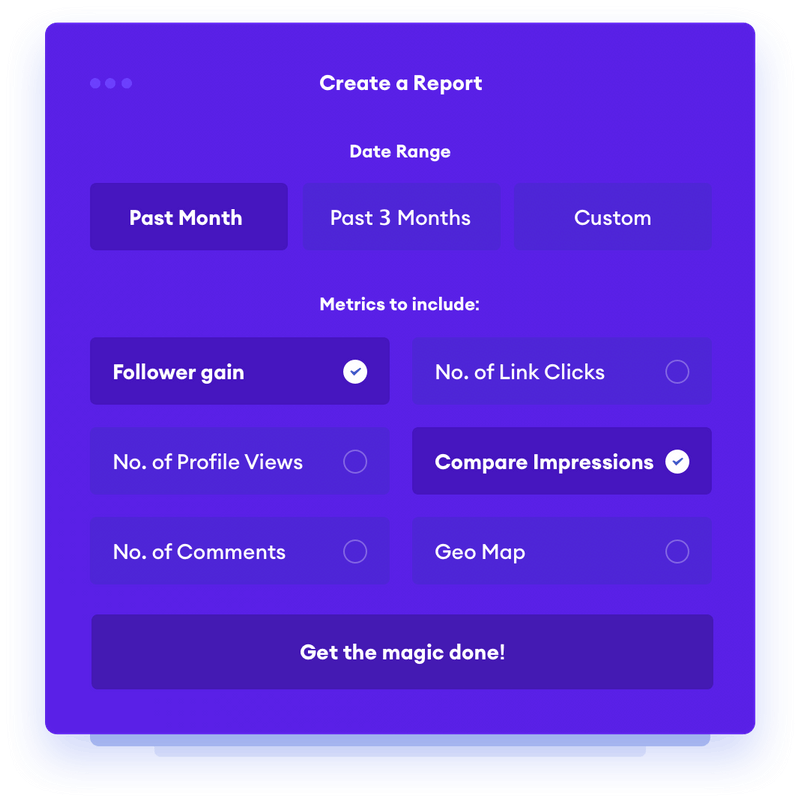 Create a Report
Date Range
Past Month
Past 3 Months
Custom
Metrics to include:
Follower gain
No. of Link Clicks
No. of Profile Views
Compare Impressions
No. of Comments
Geo Map
Get the magic done!